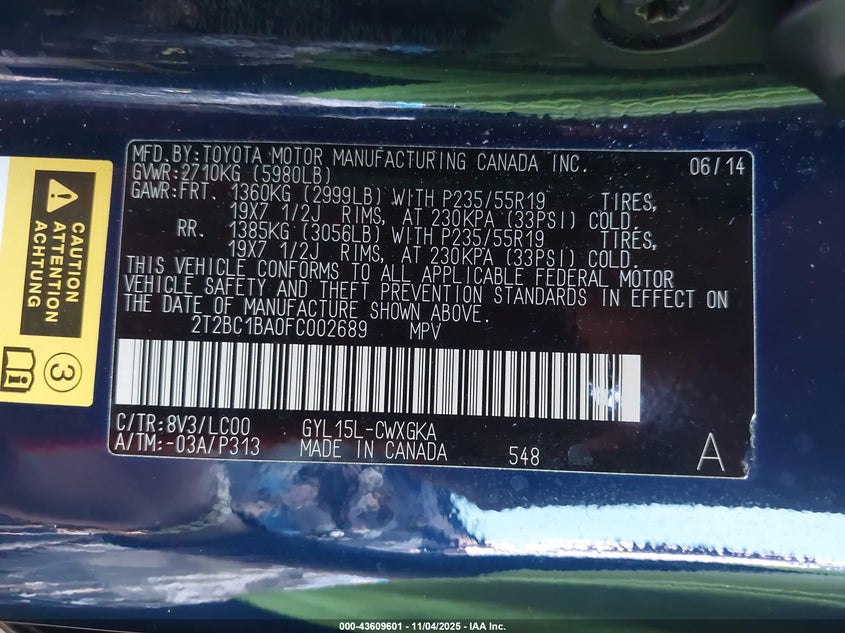 MFD.BY:TOYOTA MOTOR MANUFACTURING CANADA INC. 06/14
GVWR:2710KG (5980LB)
GAWR:FRT. 1360KG (2999LB) WITH P235/55R19 TIRES,
19X7 1/2J RIMS, AT 230KPA (33PSI) COLD.
RR. 1385KG (3056LB) WITH P235/55R19 TIRES,
19X7 1/2J RIMS, AT 230KPA (33PSI) COLD.
THIS VEHICLE CONFORMS TO ALL APPLICABLE FEDERAL MOTOR
VEHICLE SAFETY AND THEFT PREVENTION STANDARDS IN EFFECT ON
THE DATE OF MANUFACTURE SHOWN ABOVE.
2T2BC1BA0FC002689 MPV
C/TR:8V3/LC00 GYL15L-CWXGKA
A/TM:-03A/P313 MADE IN CANADA 548 A
CAUTION
ATTENTION
ACHTUNG
3
000-43609601 - 11/04/2025 - IAA Inc.